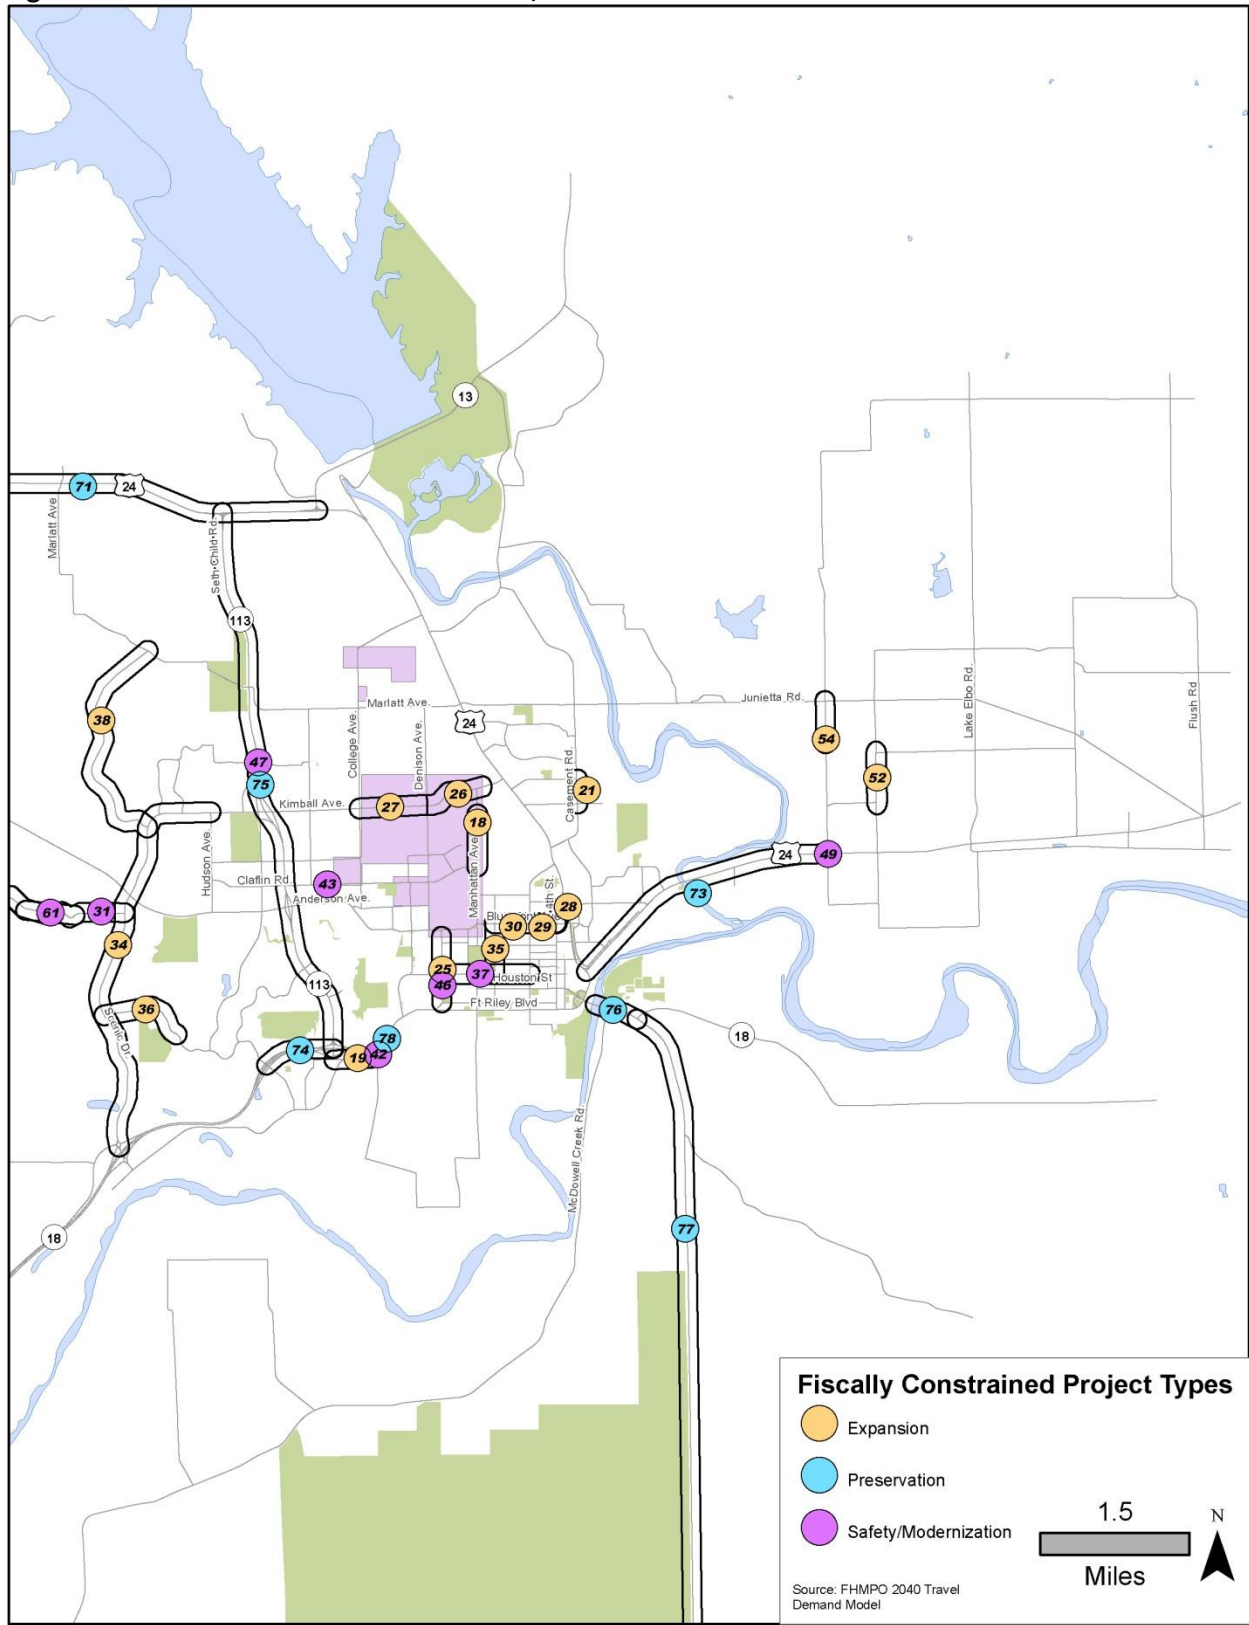 13
71
24
Marlatt Ave
Seth Child Rd.
113
Junietta Rd.
Lake Elbo Rd.
Flush Rd
Marlatt Ave.
24
38
54
College Ave.
Denison Ave.
Casement Rd.
47
75
52
21
26
27
Kimball Ave.
18
Manhattan Ave.
24
49
Hudson Ave.
Claflin Rd.
43
Anderson Ave.
73
4th St.
28
61
31
30
29
34
35
25
37
Houston St
46
Ft Riley Blvd
113
36
76
18
Scenic Dr.
78
74
19
42
McDowell Creek Rd.
77
18
Fiscally Constrained Project Types
Expansion
Preservation
Safety/Modernization
1.5
Miles
N
Source: FHMPO 2040 Travel
Demand Model